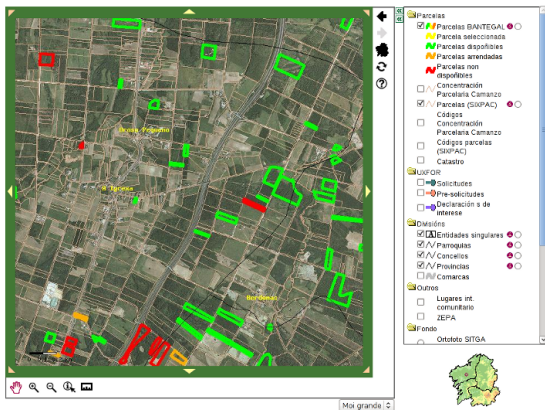 Parcelas
Parcelas BANTEGAL
Parcela seleccionada
Parcelas dispoñibles
Parcelas arrendadas
Parcelas non
dispoñibles
Concentración
Parcelaria Camanzo
Parcelas (SIXPAC)
Códigos
Concentración
Parcelaria Camanzo
Códigos parcelas
(SIXPAC)
Catastro
UXFOR
Solicitudes
Pre-solicitudes
Declaración s de
interese
Divisións
Entidades singulares
Parroquias
Concellos
Provincias
Comarcas
Outros
Lugares int.
comunitario
ZEPA
Fondo
Ortofoto SITGA
Moi grande